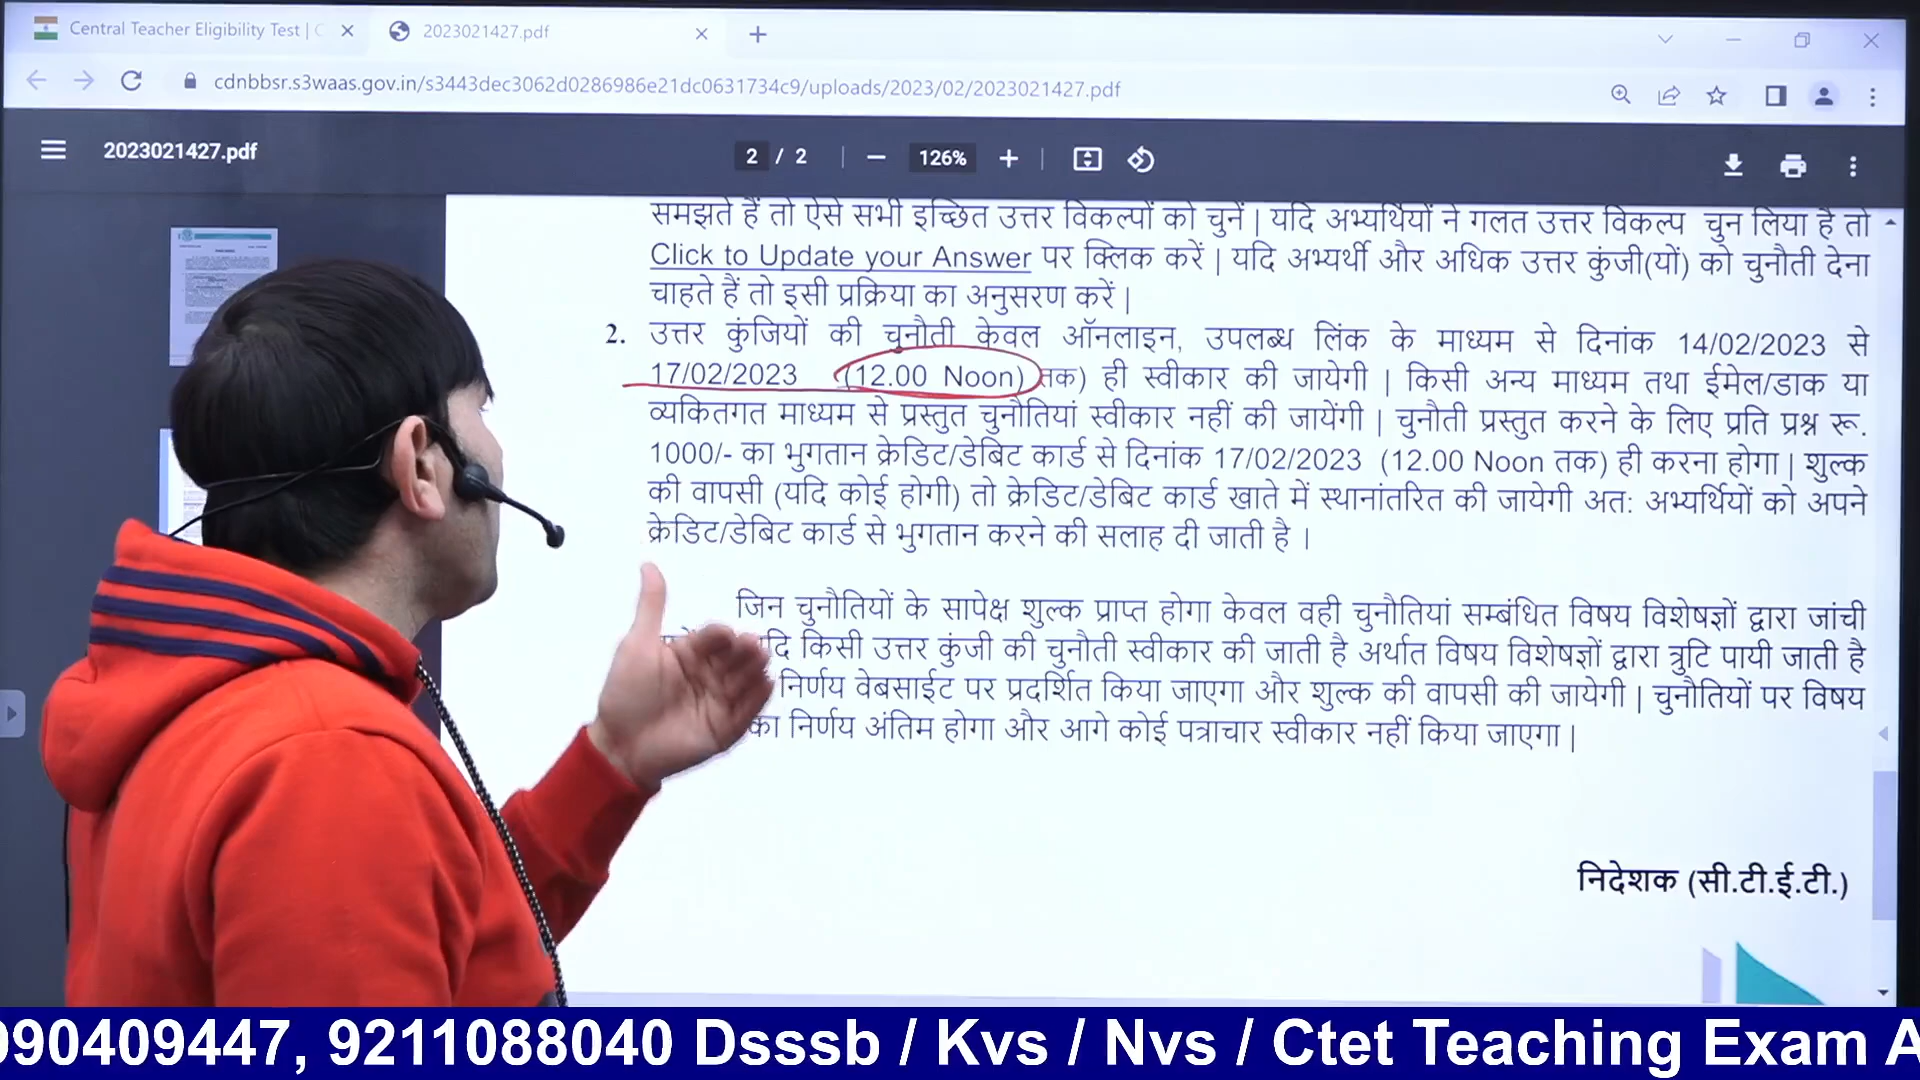 Central Teacher Eligibility Test | C
2023021427.pdf
cdnbbsr.s3waas.gov.in/s3443dec3062d0286986e21dc0631734c9/uploads/2023/02/2023021427.pdf
2023021427.pdf
2 / 2
126%
समझते हैं तो ऐसे सभी इच्छित उत्तर विकल्पों को चुनें | यदि अभ्यर्थियों ने गलत उत्तर विकल्प चुन लिया है तो
Click to Update your Answer पर क्लिक करें | यदि अभ्यर्थी और अधिक उत्तर कुंजी(यों) को चुनौती देना
चाहते हैं तो इसी प्रक्रिया का अनुसरण करें |
2. उत्तर कुंजियों की चुनौती केवल ऑनलाइन, उपलब्ध लिंक के माध्यम से दिनांक 14/02/2023 से
17/02/2023 (12.00 Noon) तक) ही स्वीकार की जायेगी | किसी अन्य माध्यम तथा ईमेल/डाक या
व्यकितगत माध्यम से प्रस्तुत चुनौतियां स्वीकार नहीं की जायेंगी | चुनौती प्रस्तुत करने के लिए प्रति प्रश्न रू.
1000/- का भुगतान क्रेडिट/डेबिट कार्ड से दिनांक 17/02/2023 (12.00 Noon तक) ही करना होगा | शुल्क
की वापसी (यदि कोई होगी) तो क्रेडिट/डेबिट कार्ड खाते में स्थानांतरित की जायेगी अत: अभ्यर्थियों को अपने
क्रेडिट/डेबिट कार्ड से भुगतान करने की सलाह दी जाती है ।
जिन चुनौतियों के सापेक्ष शुल्क प्राप्त होगा केवल वही चुनौतियां सम्बंधित विषय विशेषज्ञों द्वारा जांची
किसी उत्तर कुंजी की चुनौती स्वीकार की जाती है अर्थात विषय विशेषज्ञों द्वारा त्रुटि पायी जाती है
निर्णय वेबसाईट पर प्रदर्शित किया जाएगा और शुल्क की वापसी की जायेगी | चुनौतियों पर विषय
का निर्णय अंतिम होगा और आगे कोई पत्राचार स्वीकार नहीं किया जाएगा |
निदेशक (सी.टी.ई.टी.)
090409447, 9211088040 Dsssb / Kvs / Nvs / Ctet Teaching Exam A